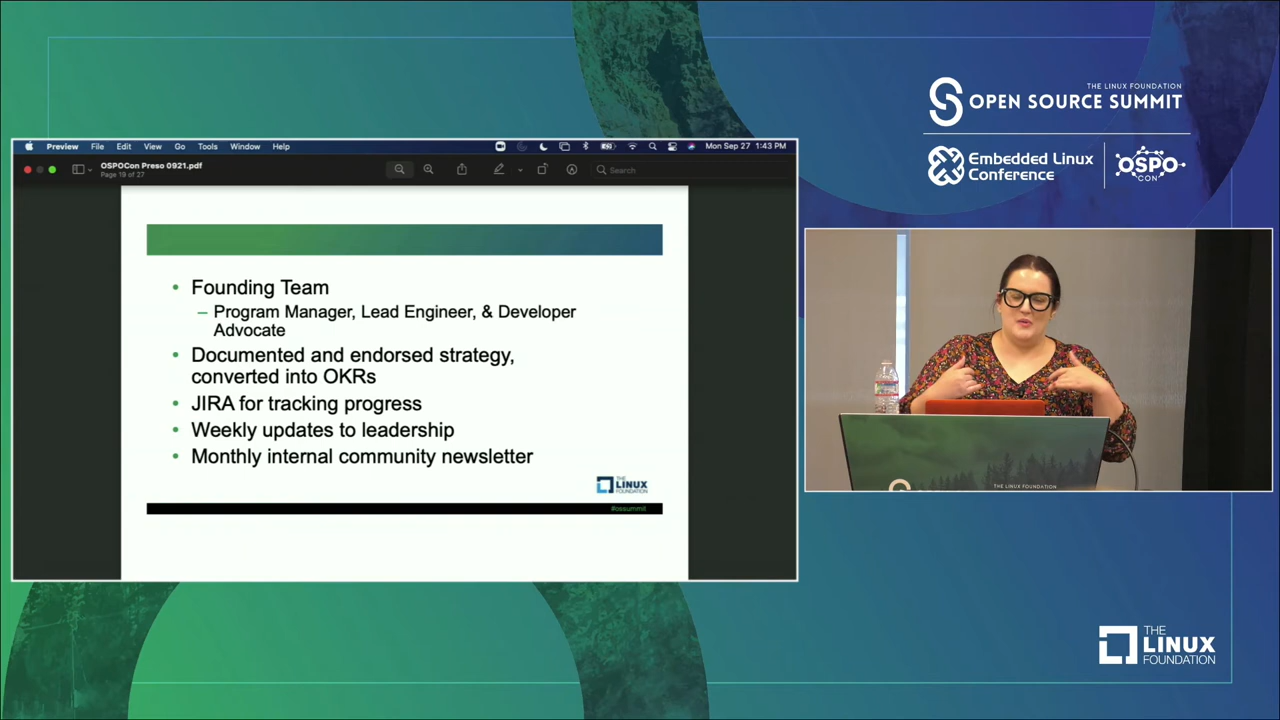 THE LINUX FOUNDATION
OPEN SOURCE SUMMIT
Embedded Linux
Conference
OSPO
CON
Preview File Edit View Go Tools Window Help
Mon Sep 27 1:43 PM
OSPOCon Preso 0921.pdf
Page 19 of 27
Search
• Founding Team
– Program Manager, Lead Engineer, & Developer
Advocate
• Documented and endorsed strategy,
converted into OKRs
• JIRA for tracking progress
• Weekly updates to leadership
• Monthly internal community newsletter
THE
LINUX
FOUNDATION
#ossummit
THE LINUX FOUNDATION
THE
LINUX
FOUNDATION